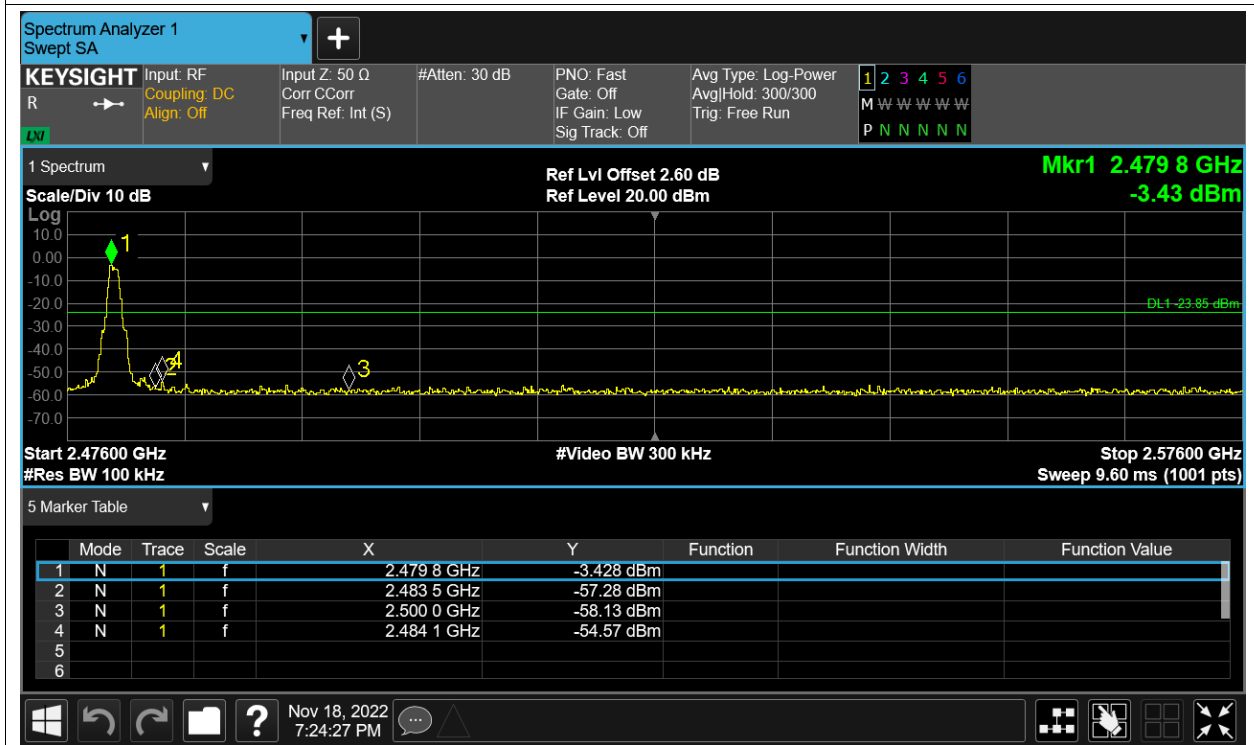 Spectrum Analyzer 1
Swept SA
KEYSIGHT Input: RF Input Z: 50 Ω #Atten: 30 dB PNO: Fast Avg Type: Log-Power 1 2 3 4 5 6
R Coupling: DC Corr CCorr Gate: Off Avg|Hold: 300/300 M W W W W W
Align: Off Freq Ref: Int (S) IF Gain: Low Trig: Free Run
LXI Sig Track: Off P N N N N N
1 Spectrum Ref Lvl Offset 2.60 dB Mkr1 2.479 8 GHz
Scale/Div 10 dB Ref Level 20.00 dBm -3.43 dBm
Log
10.0
1
0.00
-10.0
-20.0 DL1 -23.85 dBm
-30.0
-40.0
2 4 3
-50.0
-60.0
-70.0
Start 2.47600 GHz #Video BW 300 kHz Stop 2.57600 GHz
#Res BW 100 kHz Sweep 9.60 ms (1001 pts)
5 Marker Table
Mode Trace Scale X Y Function Function Width Function Value
1 N 1 f 2.479 8 GHz -3.428 dBm
2 N 1 f 2.483 5 GHz -57.28 dBm
3 N 1 f 2.500 0 GHz -58.13 dBm
4 N 1 f 2.484 1 GHz -54.57 dBm
5
6
? Nov 18, 2022
7:24:27 PM